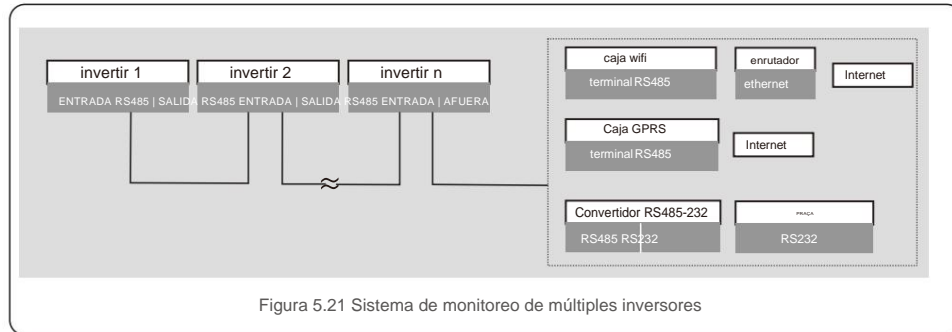 invertir 1
invertir 2
invertir n
ENTRADA RS485 | SALIDA RS485 ENTRADA | SALIDA RS485 ENTRADA | AFUERA
caja wifi
terminal RS485
enrutador
ethernet
Internet
Caja GPRS
terminal RS485
Internet
Convertidor RS485-232
RS485 RS232
PRAÇA
RS232
Figura 5.21 Sistema de monitoreo de múltiples inversores